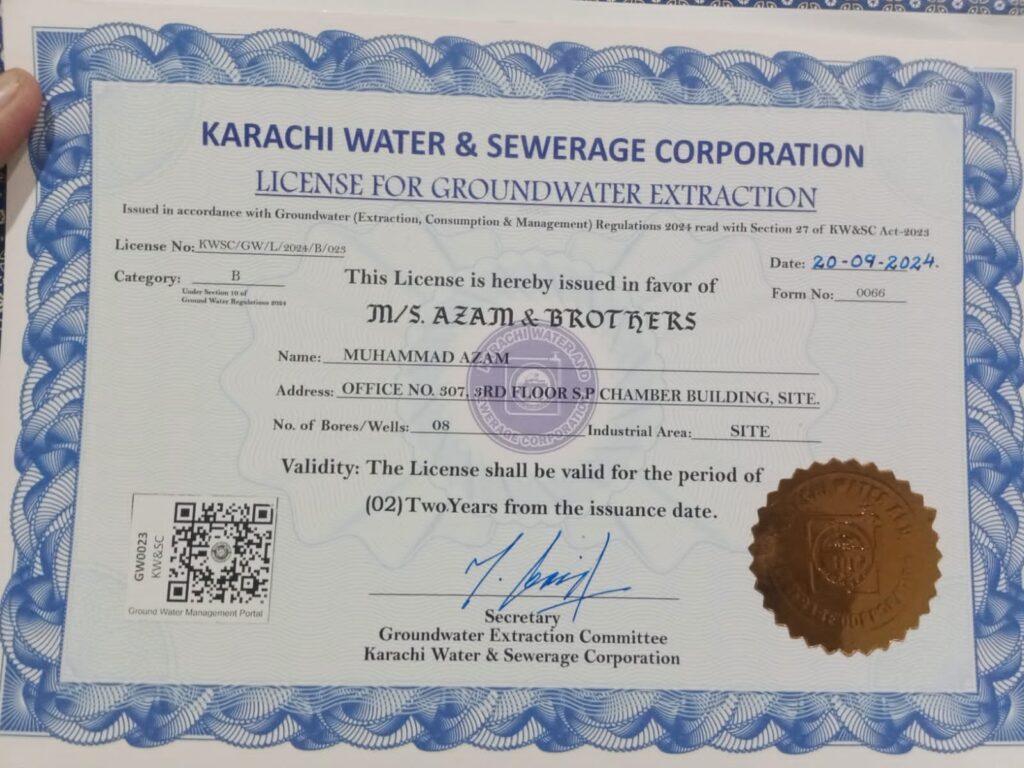 KARACHI WATER & SEWERAGE CORPORATION
LICENSE FOR GROUNDWATER EXTRACTION
Issued in accordance with Groundwater (Extraction, Consumption & Management) Regulations 2024 read with Section 27 of KW&SC Act-2023
License No: KWSC/GW/L/2024/B/023
Date: 20-09-2024.
Category: B
Under Section 10 of
Ground Water Regulations 2024
Form No: 0066
This License is hereby issued in favor of
M/S. AZAM & BROTHERS
Name: MUHAMMAD AZAM
Address: OFFICE NO. 307, 3RD FLOOR S.P CHAMBER BUILDING, SITE.
No. of Bores/Wells: 08 Industrial Area: SITE
KARACHI WATER AND SEWERAGE CORPORATION
Validity: The License shall be valid for the period of
(02) Two Years from the issuance date.
GW0023
KW&SC
Ground Water Management Portal
Secretary
Groundwater Extraction Committee
Karachi Water & Sewerage Corporation